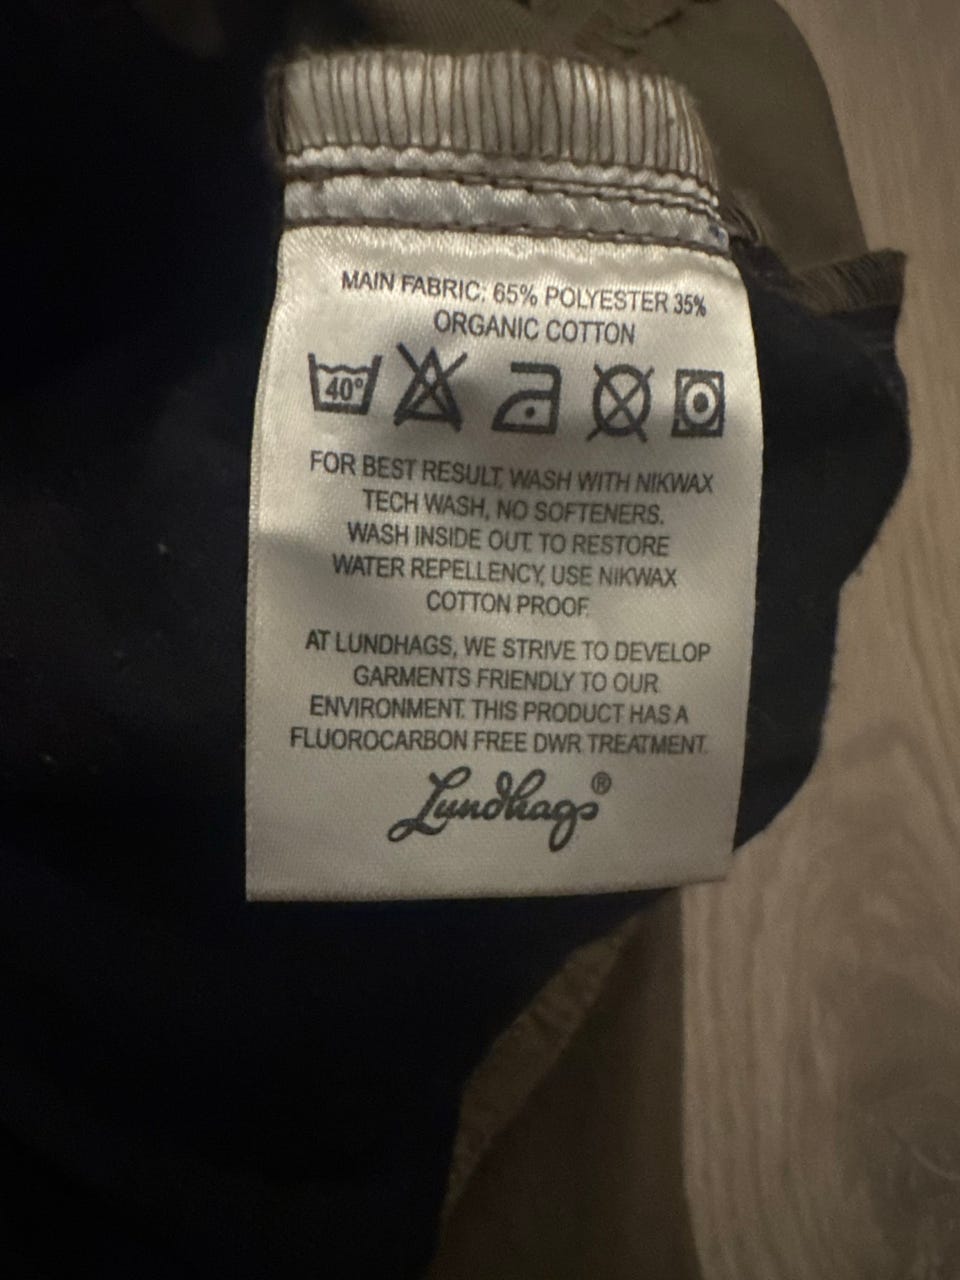 MAIN FABRIC: 65% POLYESTER 35%
ORGANIC COTTON
40°
FOR BEST RESULT, WASH WITH NIKWAX
TECH WASH, NO SOFTENERS.
WASH INSIDE OUT. TO RESTORE
WATER REPELLENCY, USE NIKWAX
COTTON PROOF.
AT LUNDHAGS, WE STRIVE TO DEVELOP
GARMENTS FRIENDLY TO OUR
ENVIRONMENT. THIS PRODUCT HAS A
FLUOROCARBON FREE DWR TREATMENT.
Lundhags®